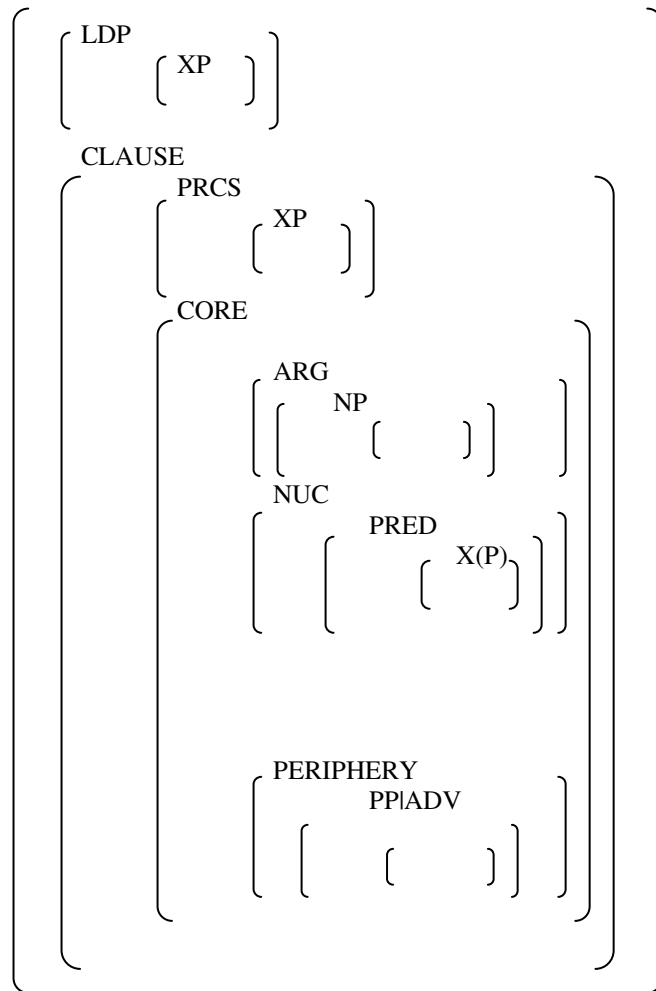 LDP
XP
CLAUSE
PRCS
XP
CORE
ARG
NP
NUC
PRED
X(P)
PERIPHERY
PP|ADV